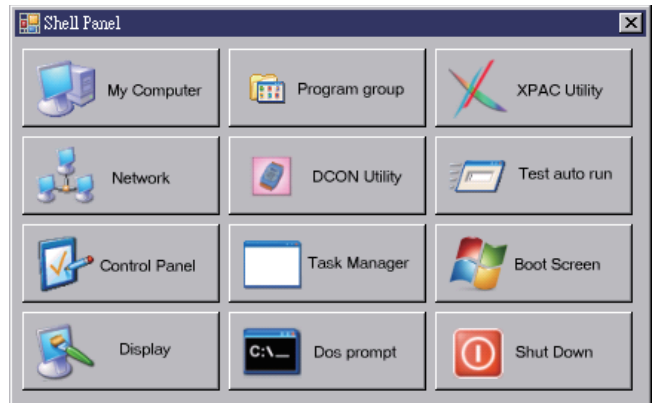 Shell Panel
My Computer
Program group
XPAC Utility
Network
DCON Utility
Test auto run
Control Panel
Task Manager
Boot Screen
Display
C:\_
Dos prompt
Shut Down